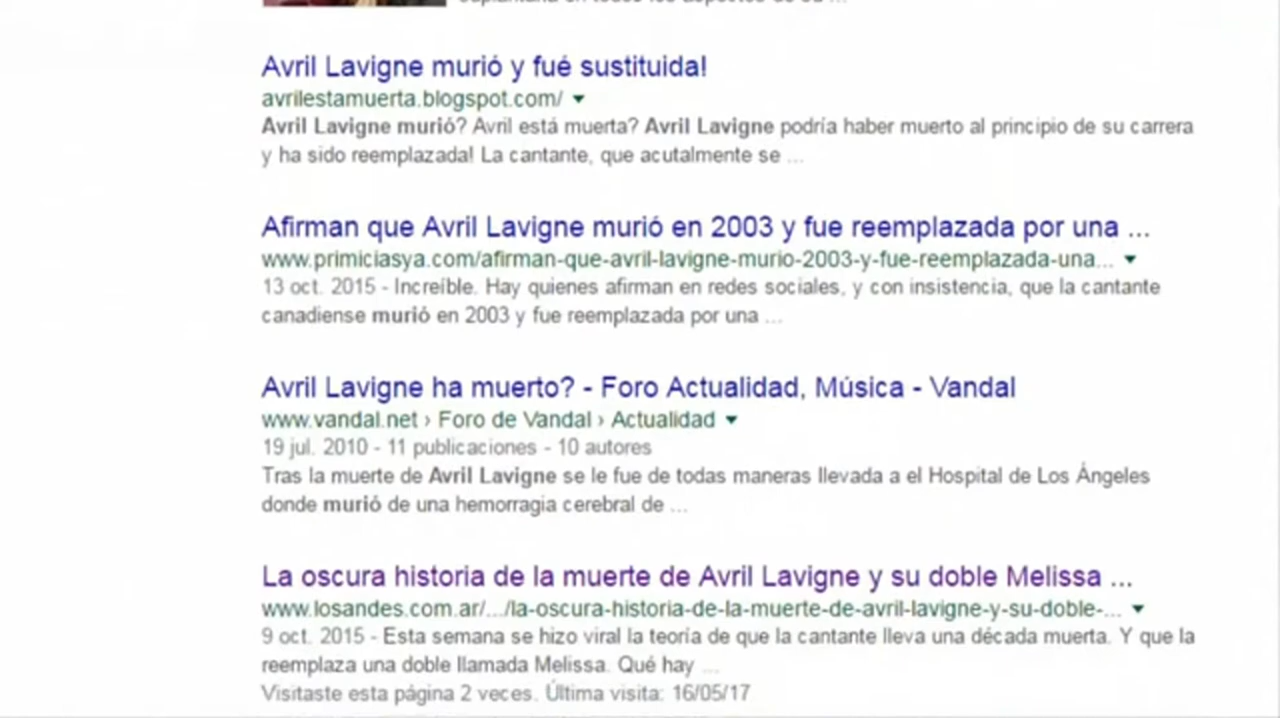 Avril Lavigne murió y fué sustituida!
avrilestamuerta.blogspot.com/
Avril Lavigne murió? Avril está muerta? Avril Lavigne podría haber muerto al principio de su carrera
y ha sido reemplazada! La cantante, que acutalmente se ...
Afirman que Avril Lavigne murió en 2003 y fue reemplazada por una ...
www.primiciasya.com/afirman-que-avril-lavigne-murio-2003-y-fue-reemplazada-una...
13 oct. 2015 - Increíble. Hay quienes afirman en redes sociales, y con insistencia, que la cantante
canadiense murió en 2003 y fue reemplazada por una ...
Avril Lavigne ha muerto? - Foro Actualidad, Música - Vandal
www.vandal.net › Foro de Vandal › Actualidad
19 jul. 2010 - 11 publicaciones - 10 autores
Tras la muerte de Avril Lavigne se le fue de todas maneras llevada a el Hospital de Los Ángeles
donde murió de una hemorragia cerebral de ...
La oscura historia de la muerte de Avril Lavigne y su doble Melissa ...
www.losandes.com.ar/.../la-oscura-historia-de-la-muerte-de-avril-lavigne-y-su-doble-...
9 oct. 2015 - Esta semana se hizo viral la teoría de que la cantante lleva una década muerta. Y que la
reemplaza una doble llamada Melissa. Qué hay ...
Visitaste esta página 2 veces. Última visita: 16/05/17